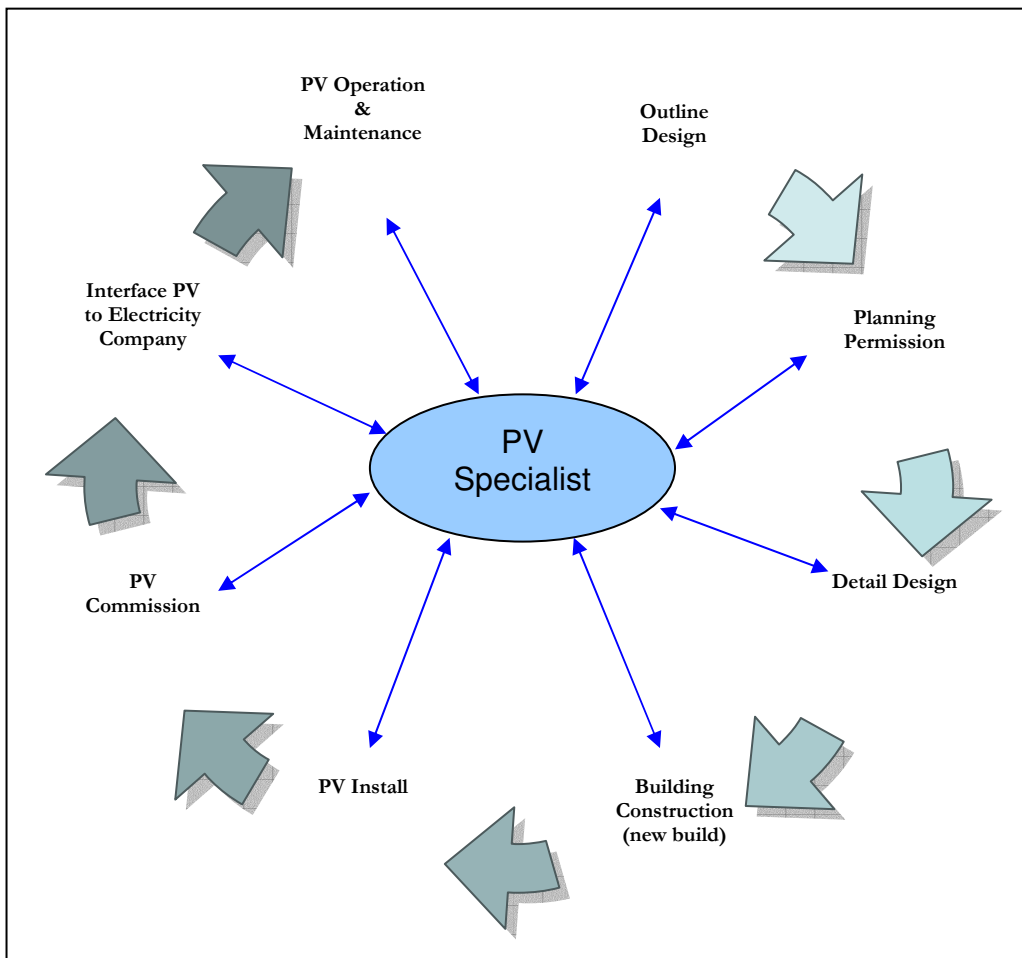 PV Operation
&
Maintenance
Outline
Design
Interface PV
to Electricity
Company
Planning
Permission
PV
Specialist
PV
Commission
Detail Design
PV Install
Building
Construction
(new build)